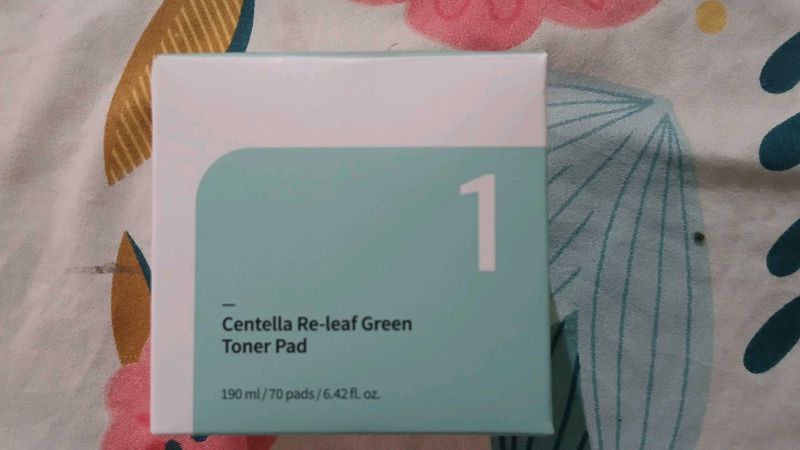 1
Centella Re-leaf Green
Toner Pad
190 ml / 70 pads / 6.42 fl. oz.